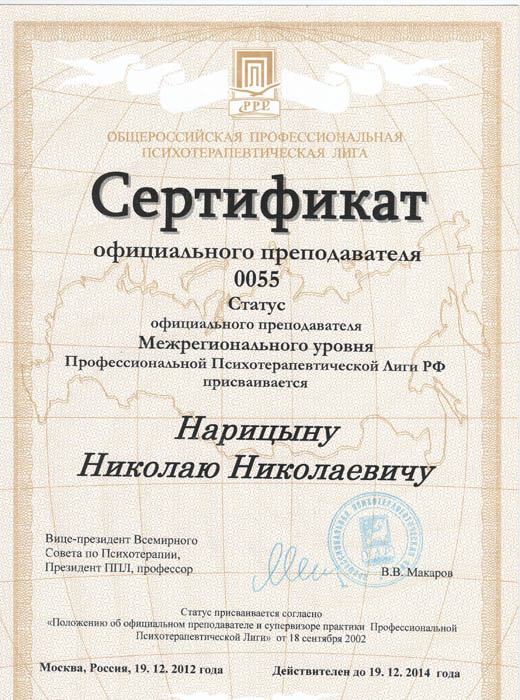 РРЛ
ОБЩЕРОССИЙСКАЯ ПРОФЕССИОНАЛЬНАЯ
ПСИХОТЕРАПЕВТИЧЕСКАЯ ЛИГА
Сертификат
официального преподавателя
0055
Статус
официального преподавателя
Межрегионального уровня
Профессиональной Психотерапевтической Лиги РФ
присваивается
Нарицыну
Николаю Николаевичу
Вице-президент Всемирного
Совета по Психотерапии,
Президент ППЛ, профессор
В.В. Макаров
Статус присваивается согласно
«Положению об официальном преподавателе и супервизоре практики Профессиональной
Психотерапевтической Лиги» от 18 сентября 2002
Москва, Россия, 19. 12. 2012 года
Действителен до 19. 12. 2014 года